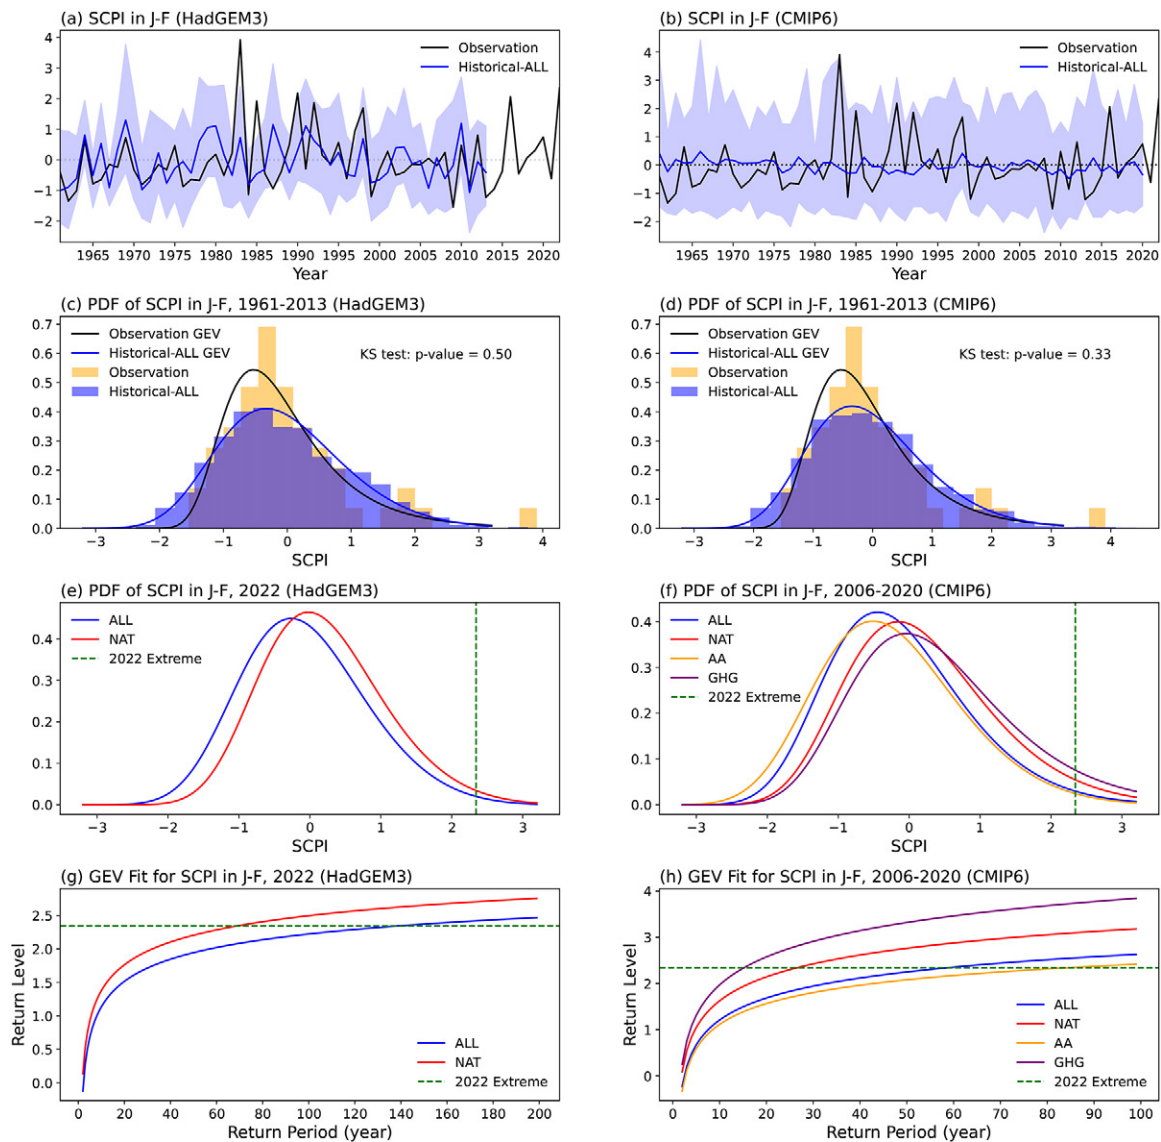 (a) SCPI in J-F (HadGEM3)
4
3
2
1
0
−1
−2
Observation
Historical-ALL
1965 1970 1975 1980 1985 1990 1995 2000 2005 2010 2015 2020
Year
(b) SCPI in J-F (CMIP6)
4
3
2
1
0
−1
−2
Observation
Historical-ALL
1965 1970 1975 1980 1985 1990 1995 2000 2005 2010 2015 2020
Year
(c) PDF of SCPI in J-F, 1961-2013 (HadGEM3)
0.7
0.6
0.5
0.4
0.3
0.2
0.1
0.0
Observation GEV
Historical-ALL GEV
Observation
Historical-ALL
KS test: p-value = 0.50
−3 −2 −1 0 1 2 3 4
SCPI
(d) PDF of SCPI in J-F, 1961-2013 (CMIP6)
0.7
0.6
0.5
0.4
0.3
0.2
0.1
0.0
Observation GEV
Historical-ALL GEV
Observation
Historical-ALL
KS test: p-value = 0.33
−3 −2 −1 0 1 2 3 4
SCPI
(e) PDF of SCPI in J-F, 2022 (HadGEM3)
0.4
0.3
0.2
0.1
0.0
ALL
NAT
2022 Extreme
−3 −2 −1 0 1 2 3
SCPI
(f) PDF of SCPI in J-F, 2006-2020 (CMIP6)
0.4
0.3
0.2
0.1
0.0
ALL
NAT
AA
GHG
2022 Extreme
−3 −2 −1 0 1 2 3
SCPI
(g) GEV Fit for SCPI in J-F, 2022 (HadGEM3)
Return Level
2.5
2.0
1.5
1.0
0.5
0.0
ALL
NAT
2022 Extreme
0 20 40 60 80 100 120 140 160 180 200
Return Period (year)
(h) GEV Fit for SCPI in J-F, 2006-2020 (CMIP6)
Return Level
4
3
2
1
0
ALL
NAT
AA
GHG
2022 Extreme
0 10 20 30 40 50 60 70 80 90 100
Return Period (year)